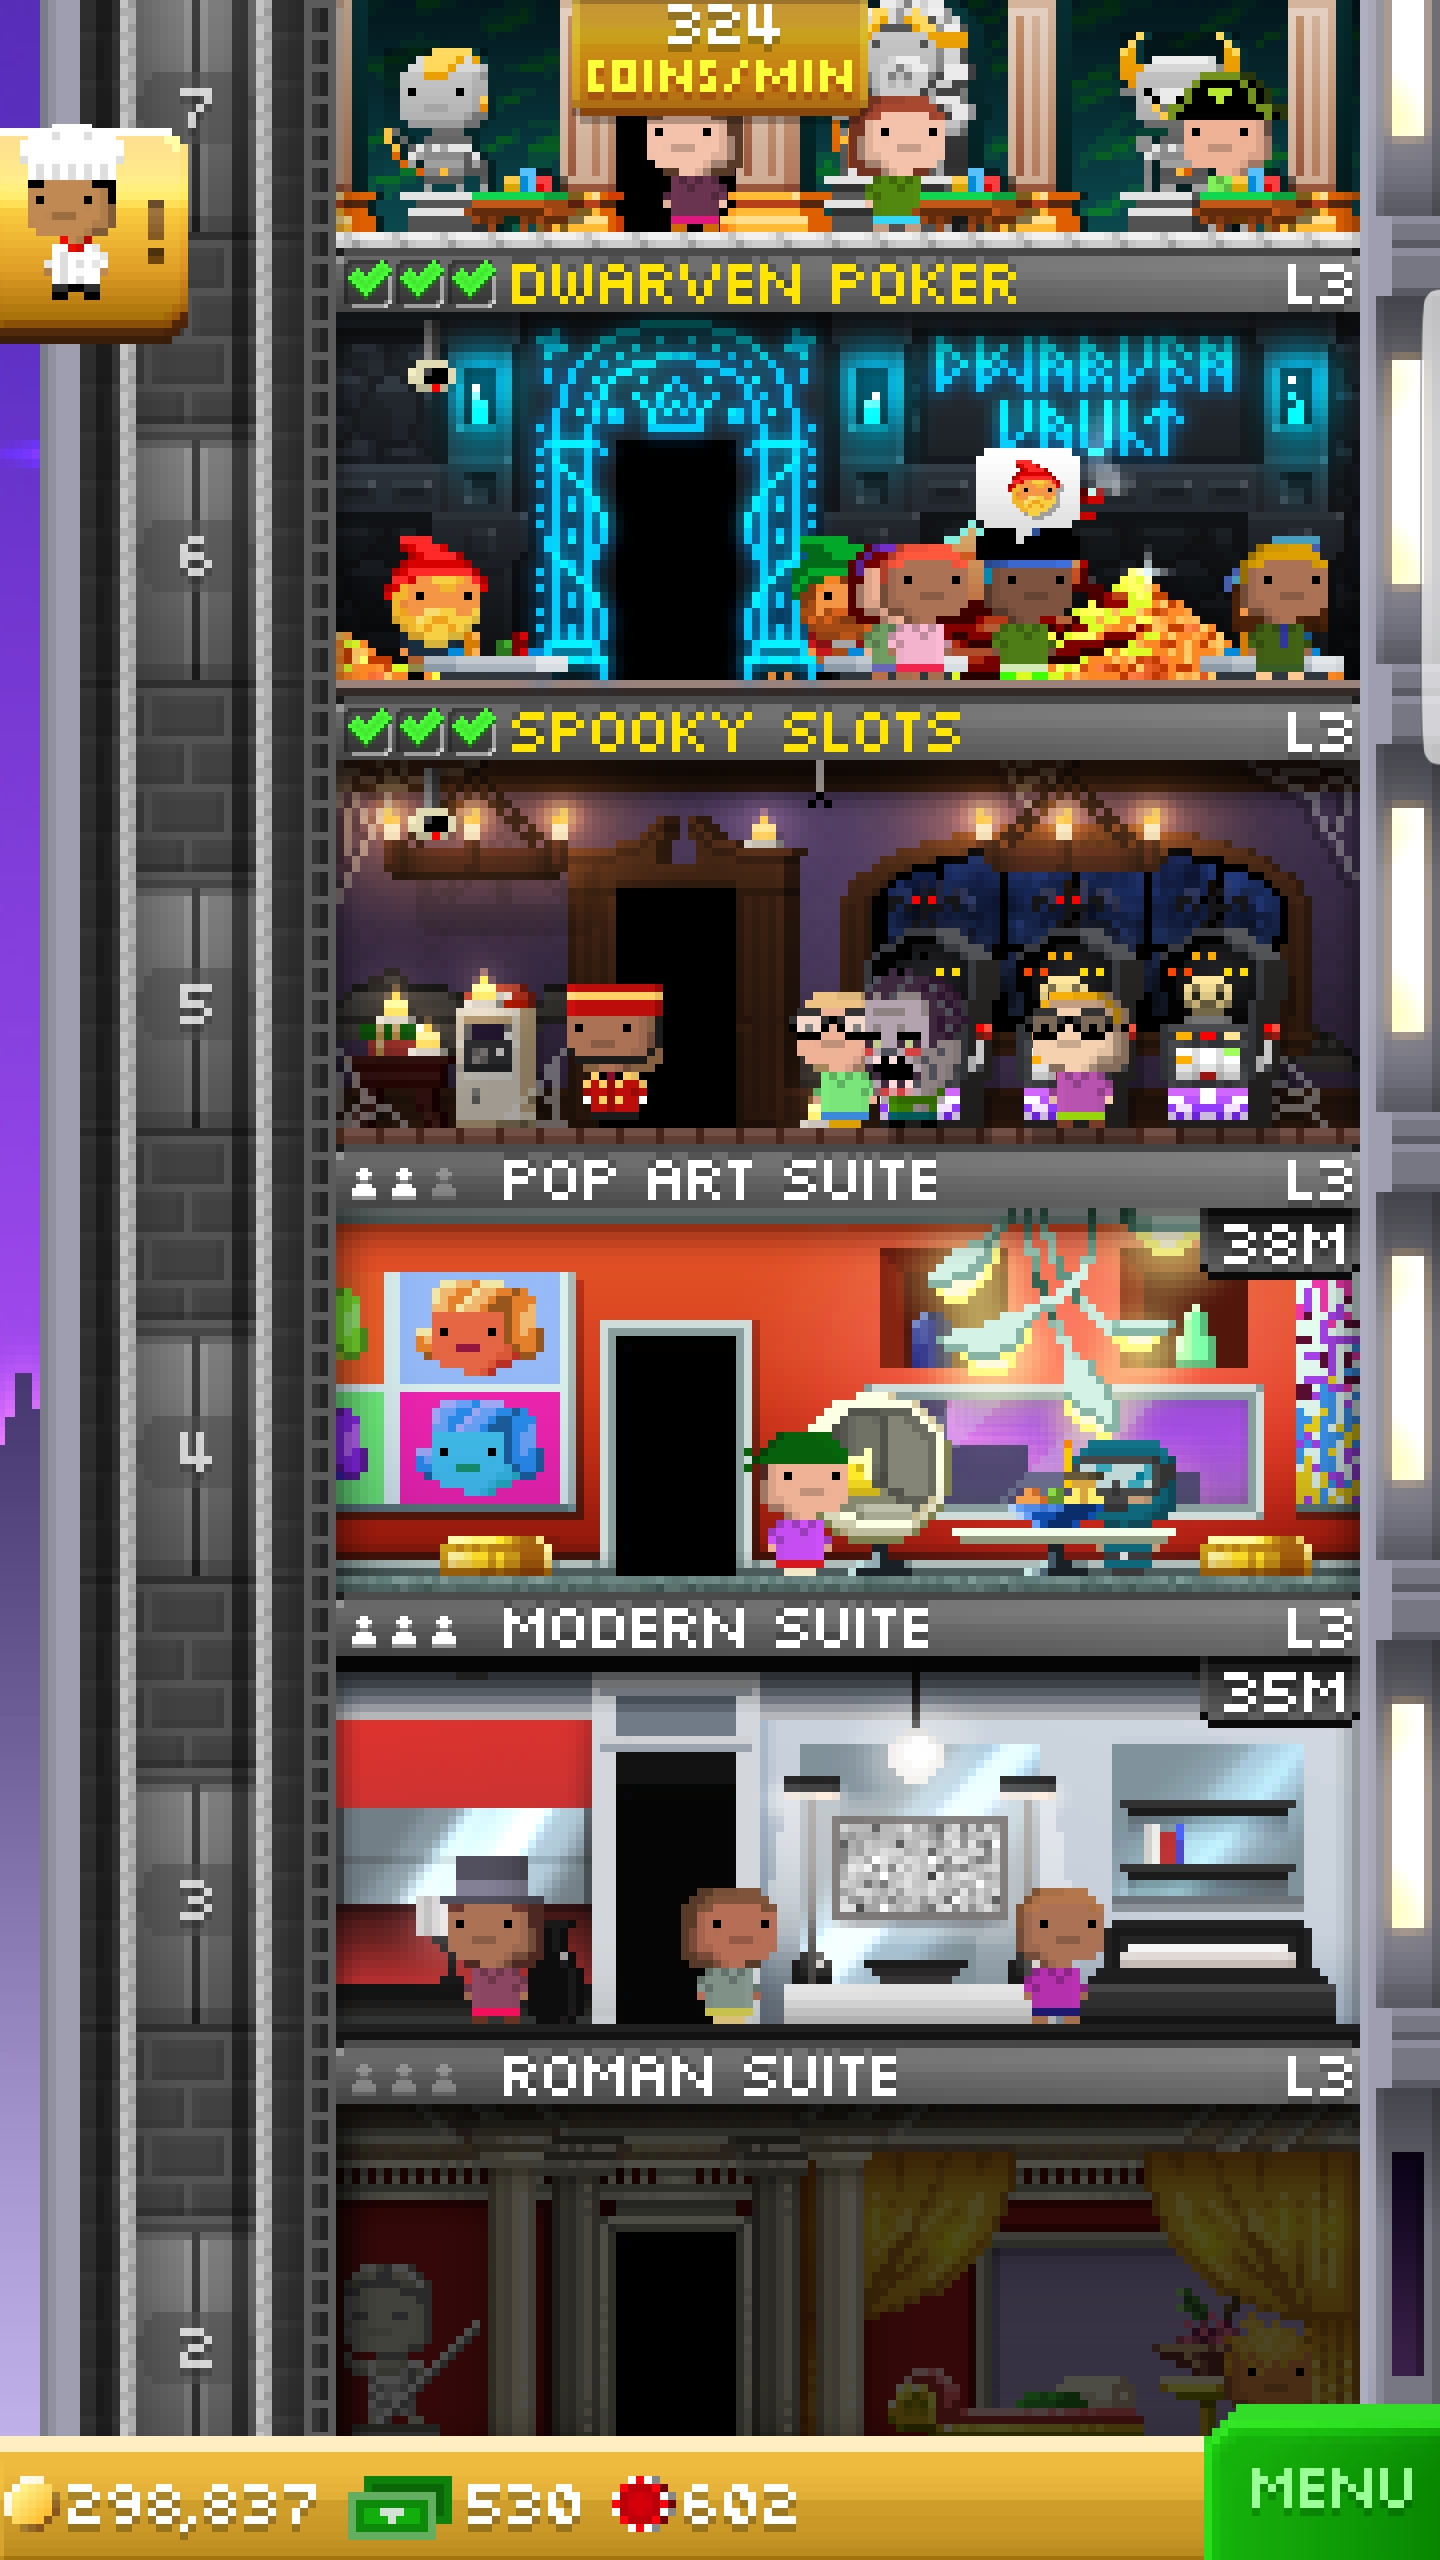 324
COINS/MIN
7
!
DWARVEN POKER L3
DWARVEN
VAULT
6
SPOOKY SLOTS L3
5
POP ART SUITE L3
38M
4
MODERN SUITE L3
35M
3
ROMAN SUITE L3
2
298,837 530 602
MENU